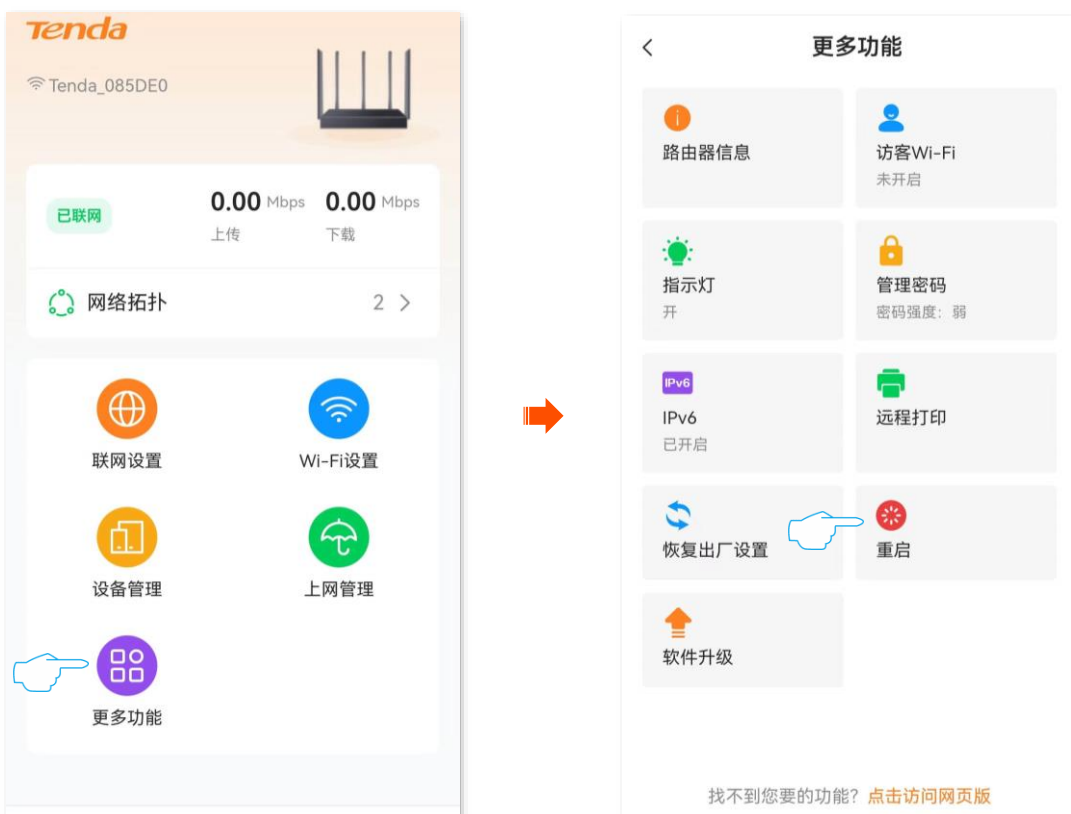 Tenda
Tenda_085DE0
已联网
0.00 Mbps 0.00 Mbps
上传 下载
网络拓扑 2
联网设置 Wi-Fi设置
设备管理 上网管理
更多功能
更多功能
路由器信息 访客Wi-Fi
未开启
指示灯 管理密码
开 密码强度：弱
IPv6
IPv6 远程打印
已开启
恢复出厂设置 重启
软件升级
找不到您要的功能？点击访问网页版